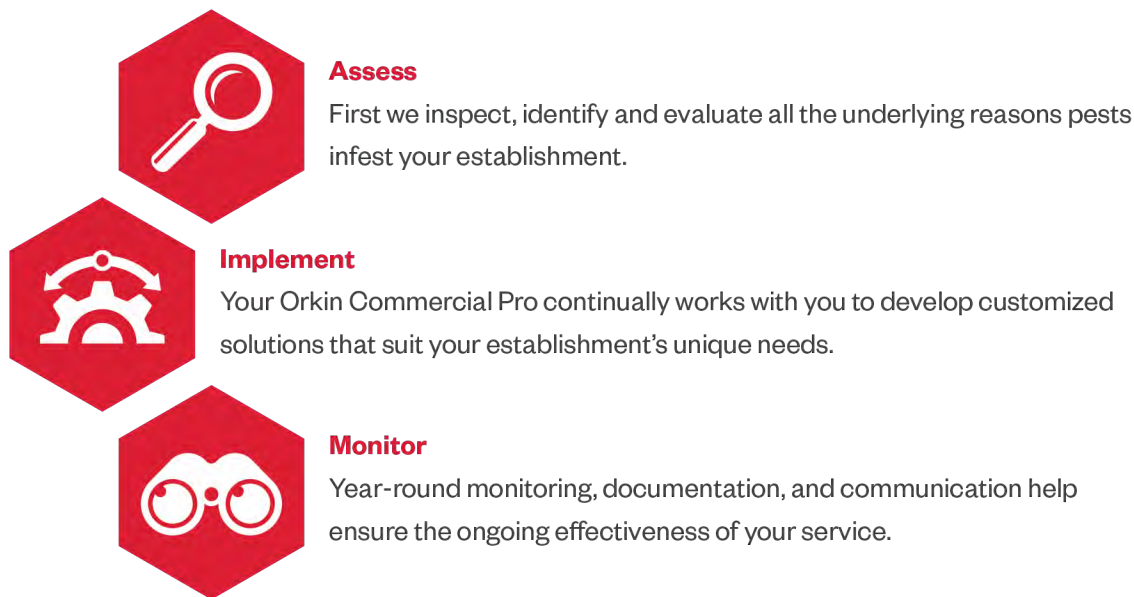 Assess
First we inspect, identify and evaluate all the underlying reasons pests
infest your establishment.
Implement
Your Orkin Commercial Pro continually works with you to develop customized
solutions that suit your establishment’s unique needs.
Monitor
Year-round monitoring, documentation, and communication help
ensure the ongoing effectiveness of your service.